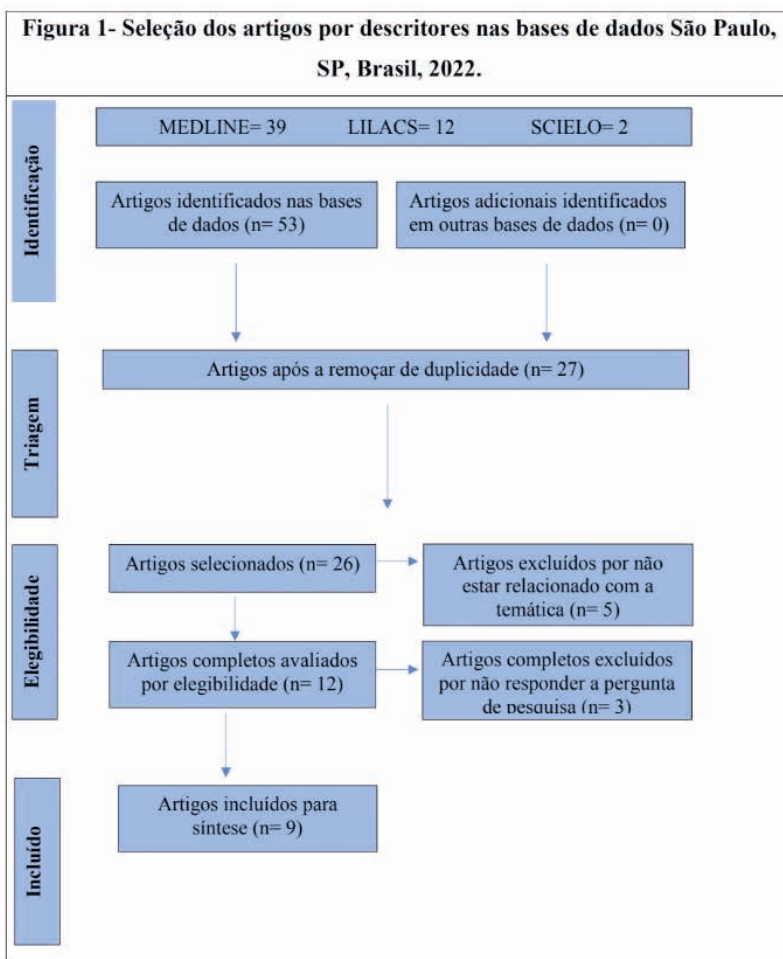 Figura 1- Seleção dos artigos por descritores nas bases de dados São Paulo,
SP, Brasil, 2022.
Identificação
MEDLINE= 39 LILACS= 12 SCIELO= 2
Artigos identificados nas bases
de dados (n= 53)
Artigos adicionais identificados
em outras bases de dados (n= 0)
Triagem
Artigos após a remoçar de duplicidade (n= 27)
Elegibilidade
Artigos selecionados (n= 26)
Artigos excluídos por não
estar relacionado com a
temática (n= 5)
Artigos completos avaliados
por elegibilidade (n= 12)
Artigos completos excluídos
por não responder a pergunta
de pesquisa (n= 3)
Incluído
Artigos incluídos para
síntese (n= 9)